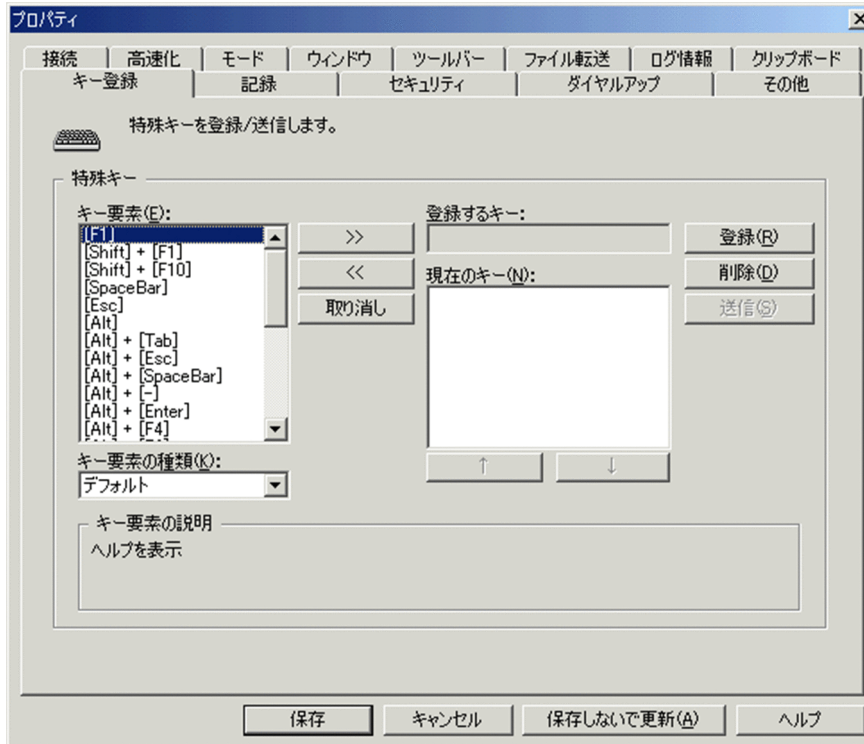 プロパティ
接続 高速化 モード ウィンドウ ツールバー ファイル転送 ログ情報 クリップボード
キー登録 記録 セキュリティ ダイヤルアップ その他
特殊キーを登録/送信します。
特殊キー
キー要素(E):
[F1]
[Shift] + [F1]
[Shift] + [F10]
[SpaceBar]
[Esc]
[Alt]
[Alt] + [Tab]
[Alt] + [Esc]
[Alt] + [SpaceBar]
[Alt] + [-]
[Alt] + [Enter]
[Alt] + [F4]
>>
<<
取り消し
登録するキー:
現在のキー(N):
↑ ↓
登録(R)
削除(D)
送信(S)
キー要素の種類(K):
デフォルト
キー要素の説明
ヘルプを表示
保存 キャンセル 保存しないで更新(A) ヘルプ